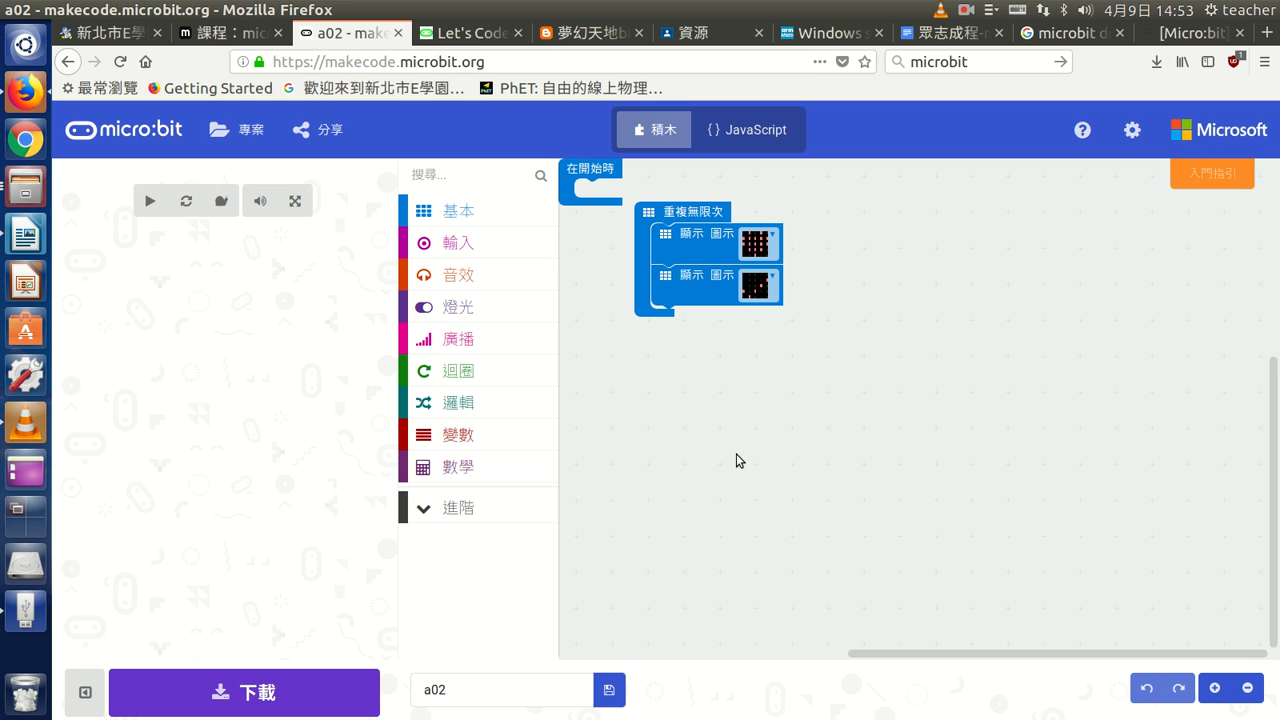 a02 - makecode.microbit.org - Mozilla Firefox
4月9日 14:53 teacher
新北市E學
課程：mic
a02 - make
Let's Code
夢幻天地b
資源
Windows s
眾志成程-r
microbit d
[Micro:bit]
https://makecode.microbit.org
microbit
1
最常瀏覽
Getting Started
歡迎來到新北市E學園...
PhET: 自由的線上物理...
micro:bit
專案
分享
積木
{ } JavaScript
Microsoft
搜尋...
基本
輸入
音效
燈光
廣播
迴圈
邏輯
變數
數學
進階
在開始時
重複無限次
顯示 圖示
顯示 圖示
入門指引
下載
a02